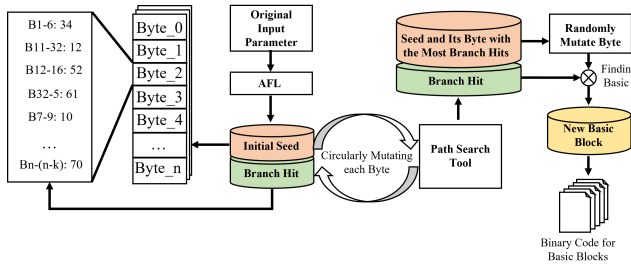 B1-6: 34
B11-32: 12
B12-16: 52
B32-5: 61
B7-9: 10
…
Bn-(n-k): 70
Byte_0
Byte_1
Byte_2
Byte_3
Byte_4
…
Byte_n
Original
Input
Parameter
AFL
Initial Seed
Branch Hit
Circularly Mutating
each Byte
Path Search
Tool
Seed and Its Byte with
the Most Branch Hits
Branch Hit
Randomly
Mutate Byte
Findin
Basic
New Basic
Block
Binary Code for
Basic Blocks